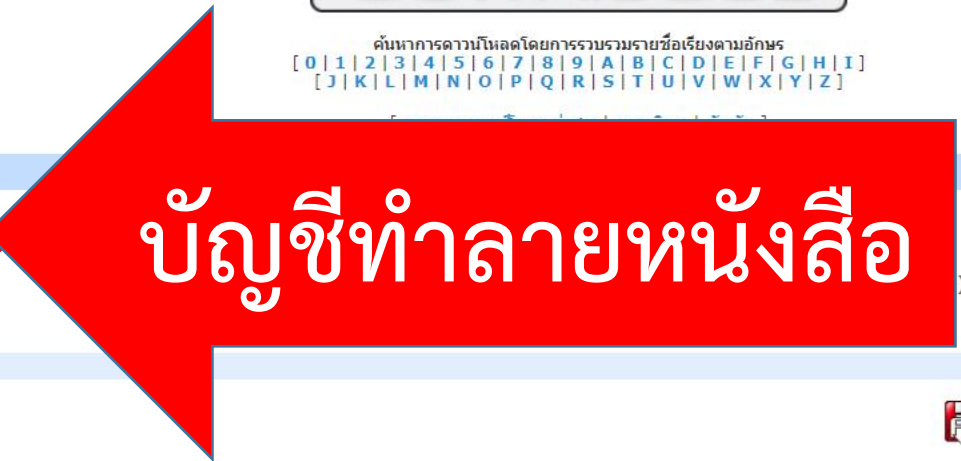 ค้นหาการดาวน์โหลดโดยการรวบรวมรายชื่อเรียงตามอักษร
[ 0 | 1 | 2 | 3 | 4 | 5 | 6 | 7 | 8 | 9 | A | B | C | D | E | F | G | H | I ]
[ J | K | L | M | N | O | P | Q | R | S | T | U | V | W | X | Y | Z ]
บัญชีทำลายหนังสือ